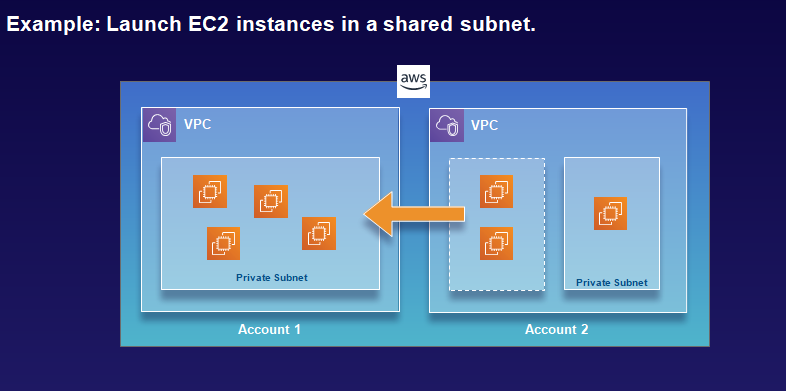 Example: Launch EC2 instances in a shared subnet.
aws
VPC
VPC
Private Subnet
Private Subnet
Account 1
Account 2